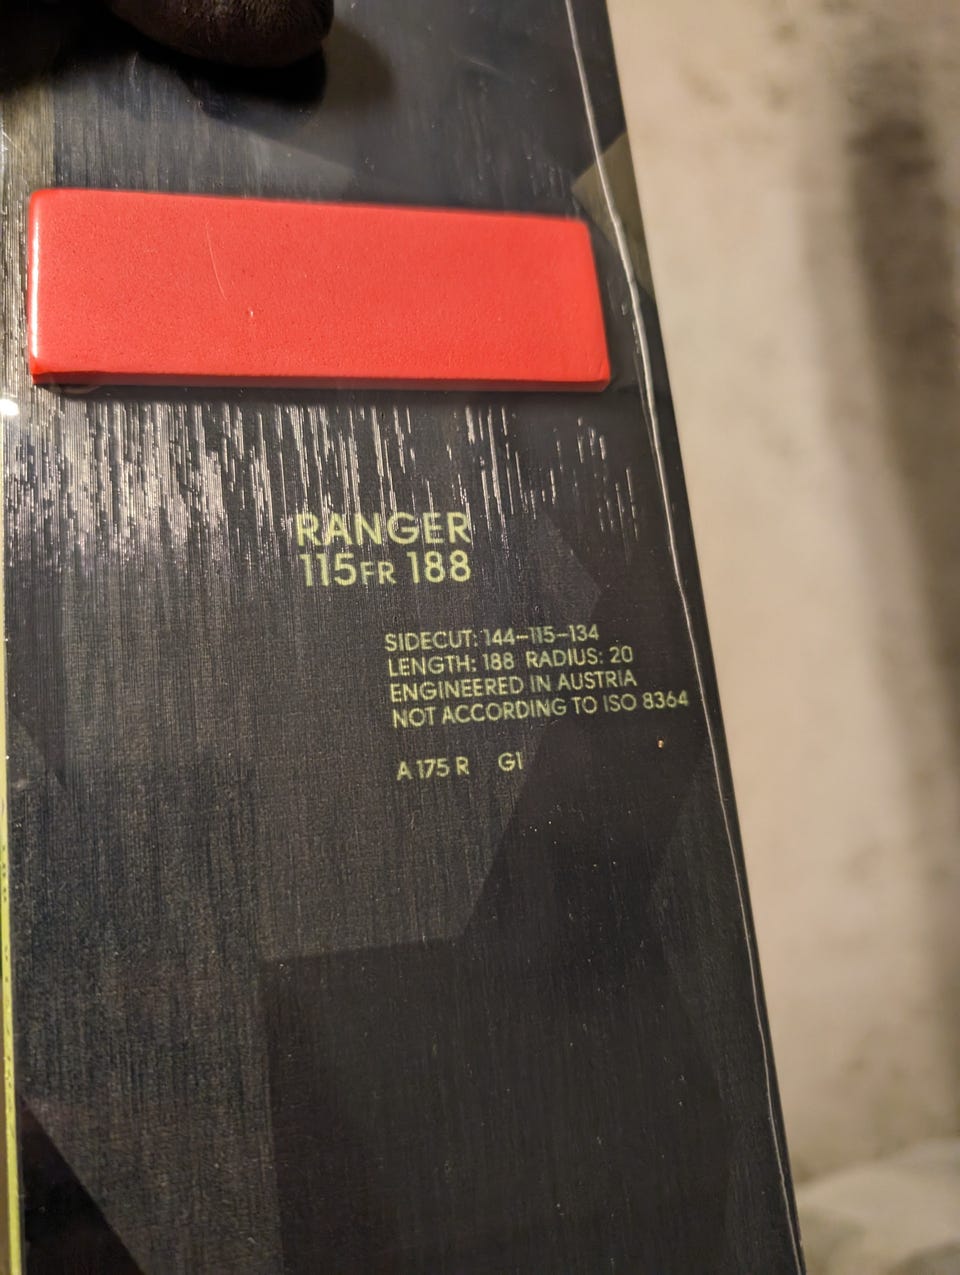 RANGER
115FR 188
SIDECUT: 144-115-134
LENGTH: 188 RADIUS: 20
ENGINEERED IN AUSTRIA
NOT ACCORDING TO ISO 8364
A 175 R G1